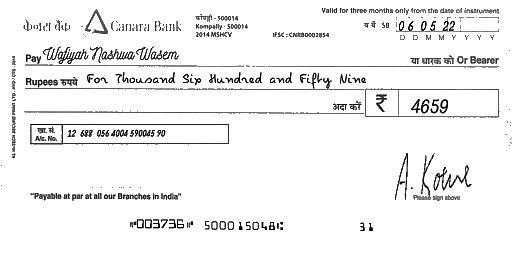 Valid for three months only from the date of instrument
केनरा बैंक Canara Bank
कोंपल्ली - 500014
Kompally - 500014
2014 MSHCV
IFSC : CNRB0002854
SB 06 05 22
D D M M Y Y Y Y
Pay Wafiyah Nashwa Wasem या धारक को Or Bearer
Rupees रुपये For Thousand Six Hundred and Fifty Nine
अदा करें ₹ 4659
खा. सं.
A/c. No. 12 688 056 4004 590045 90
A. Kohli
Please sign above
"Payable at par at all our Branches in India"
⑈003736⑈ 500015048⑆ 31